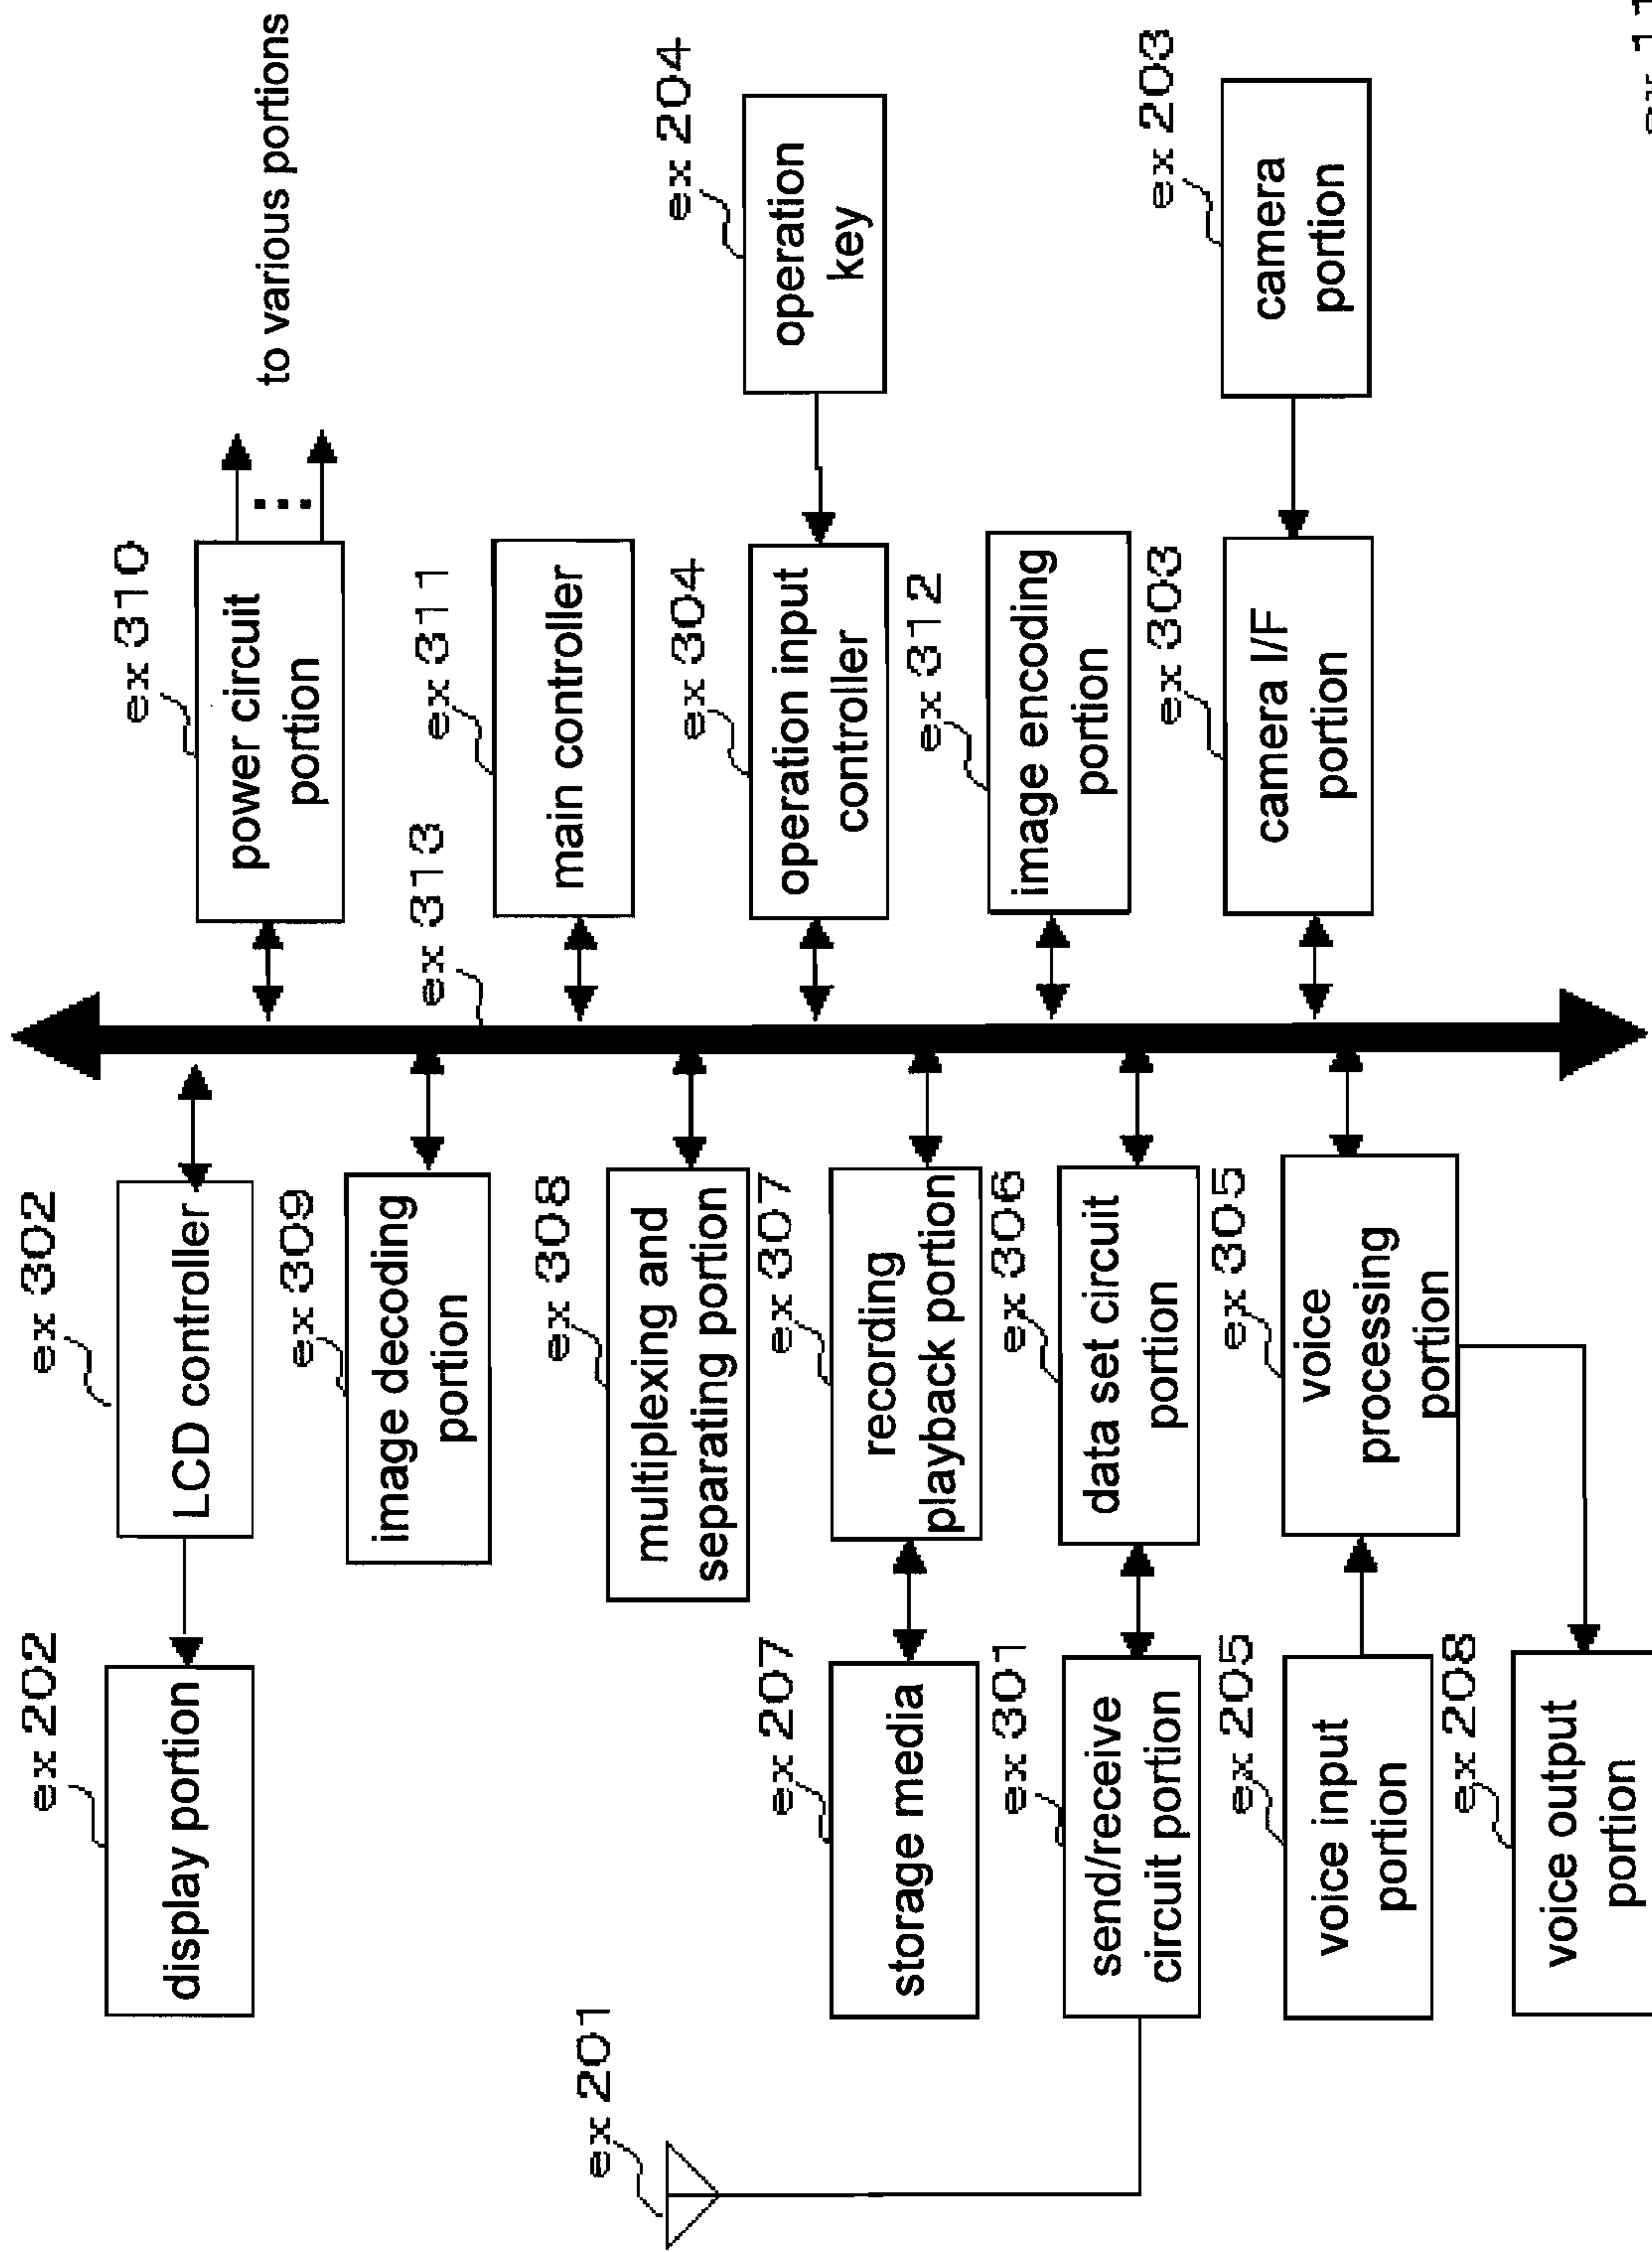 ex 202
display portion
ex 302
LCD controller
ex 309
image decoding
portion
ex 308
multiplexing and
separating portion
ex 201
ex 207
storage media
ex 307
recording
playback portion
ex 301
send/receive
circuit portion
ex 306
data set circuit
portion
ex 205
voice input
portion
ex 305
voice
processing
portion
ex 208
voice output
portion
ex 313
ex 310
power circuit
portion
to various portions
ex 311
main controller
ex 304
operation input
controller
ex 204
operation
key
ex 312
image encoding
portion
ex 303
camera I/F
portion
ex 203
camera
portion